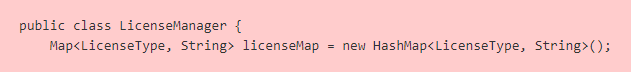 public class LicenseManager {
    Map<LicenseType, String> licenseMap = new HashMap<LicenseType, String>();